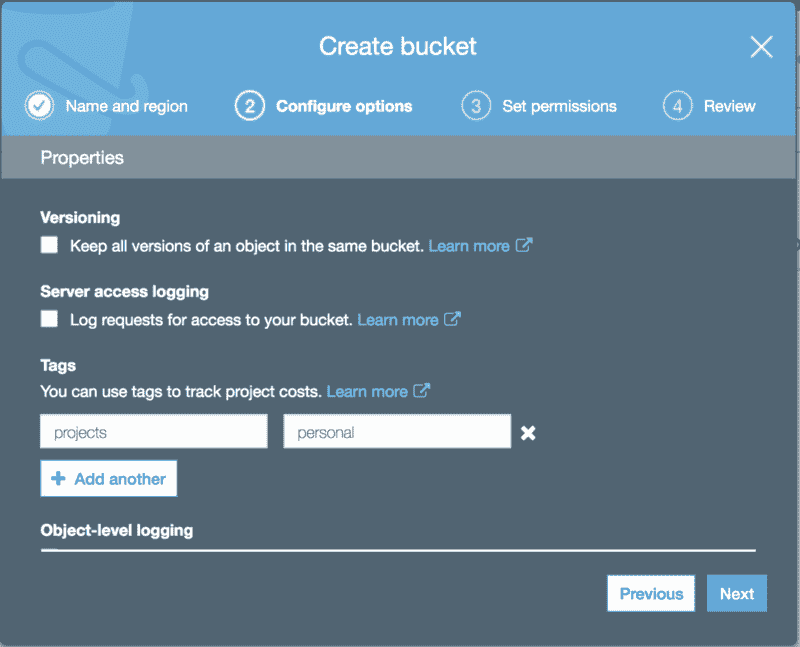 Create bucket
Name and region
2 Configure options
3 Set permissions
4 Review
Properties
Versioning
Keep all versions of an object in the same bucket. Learn more
Server access logging
Log requests for access to your bucket. Learn more
Tags
You can use tags to track project costs. Learn more
projects
personal
Add another
Object-level logging
Previous
Next